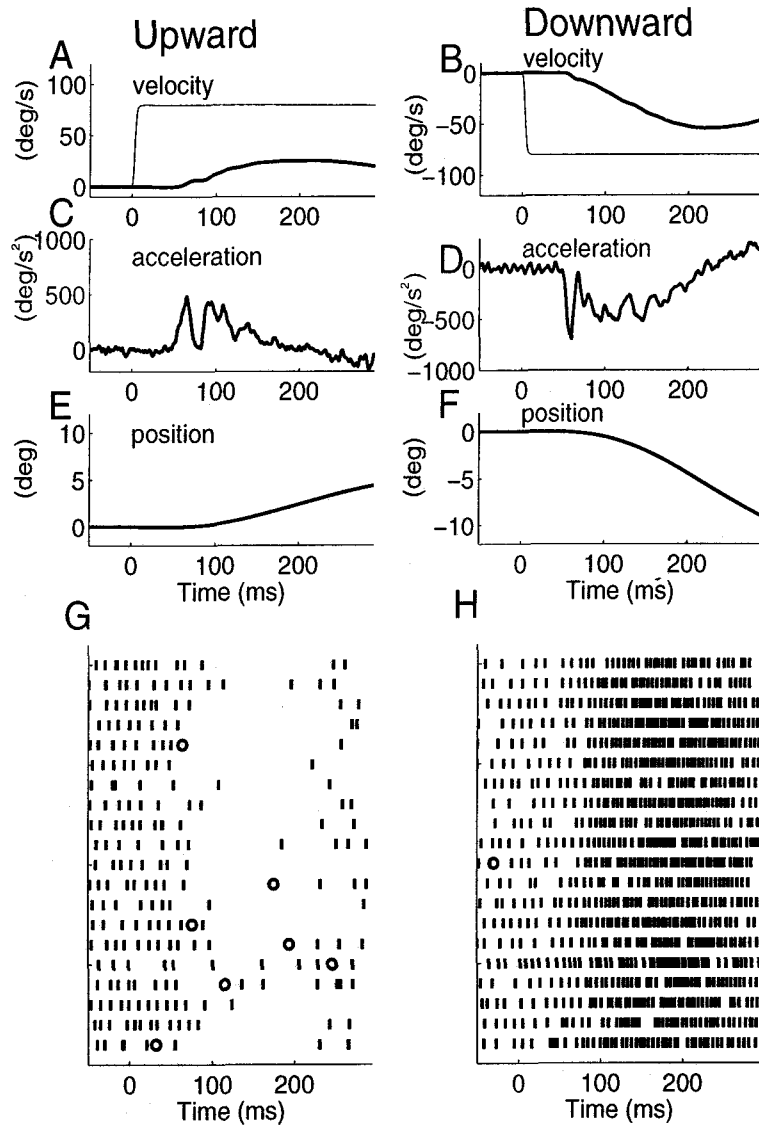 Upward
A
velocity
(deg/s)
100
50
0
0 100 200
C
acceleration
(deg/s²)
1000
500
0
0 100 200
E
position
(deg)
10
5
0
0 100 200
Time (ms)
Downward
B
velocity
(deg/s)
0
−50
−100
0 100 200
D
acceleration
(deg/s²)
0
−500
−1000
0 100 200
F
position
(deg)
0
−5
−10
0 100 200
Time (ms)
G
0 100 200
Time (ms)
H
0 100 200
Time (ms)